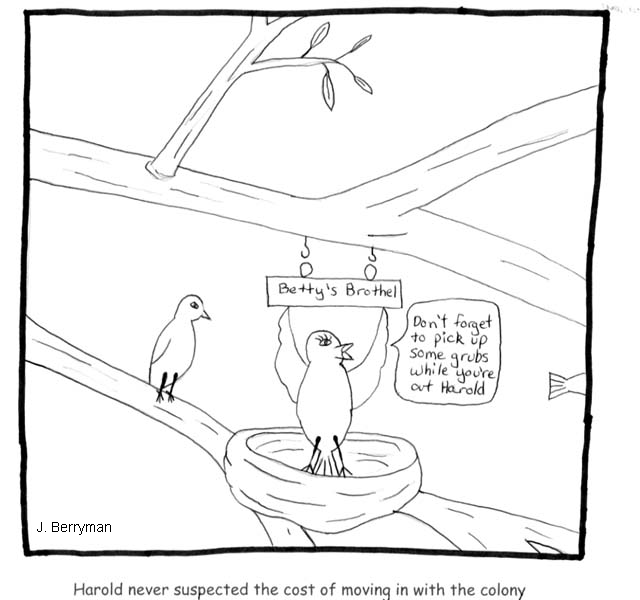 Betty's Brothel
Don't forget
to pick up
some grubs
while you're
out Harold
J. Berryman
Harold never suspected the cost of moving in with the colony